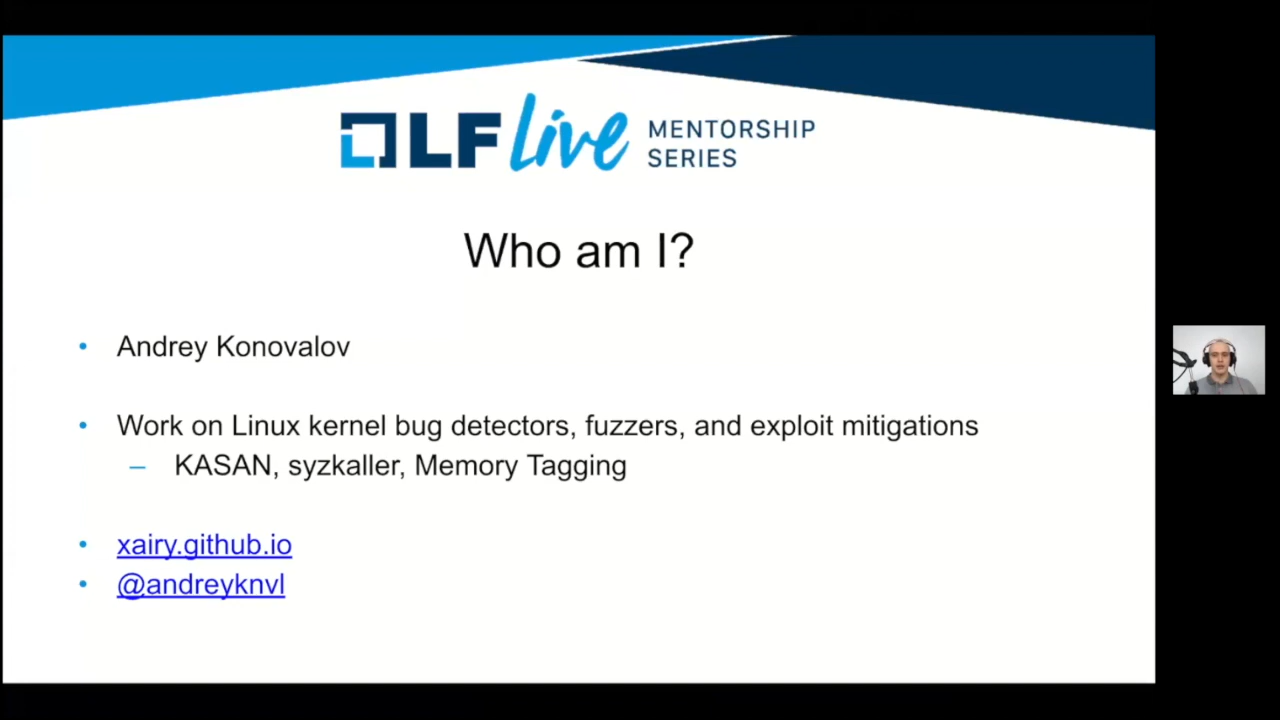 LF Live MENTORSHIP
SERIES
Who am I?
• Andrey Konovalov
• Work on Linux kernel bug detectors, fuzzers, and exploit mitigations
– KASAN, syzkaller, Memory Tagging
• xairy.github.io
• @andreyknvl